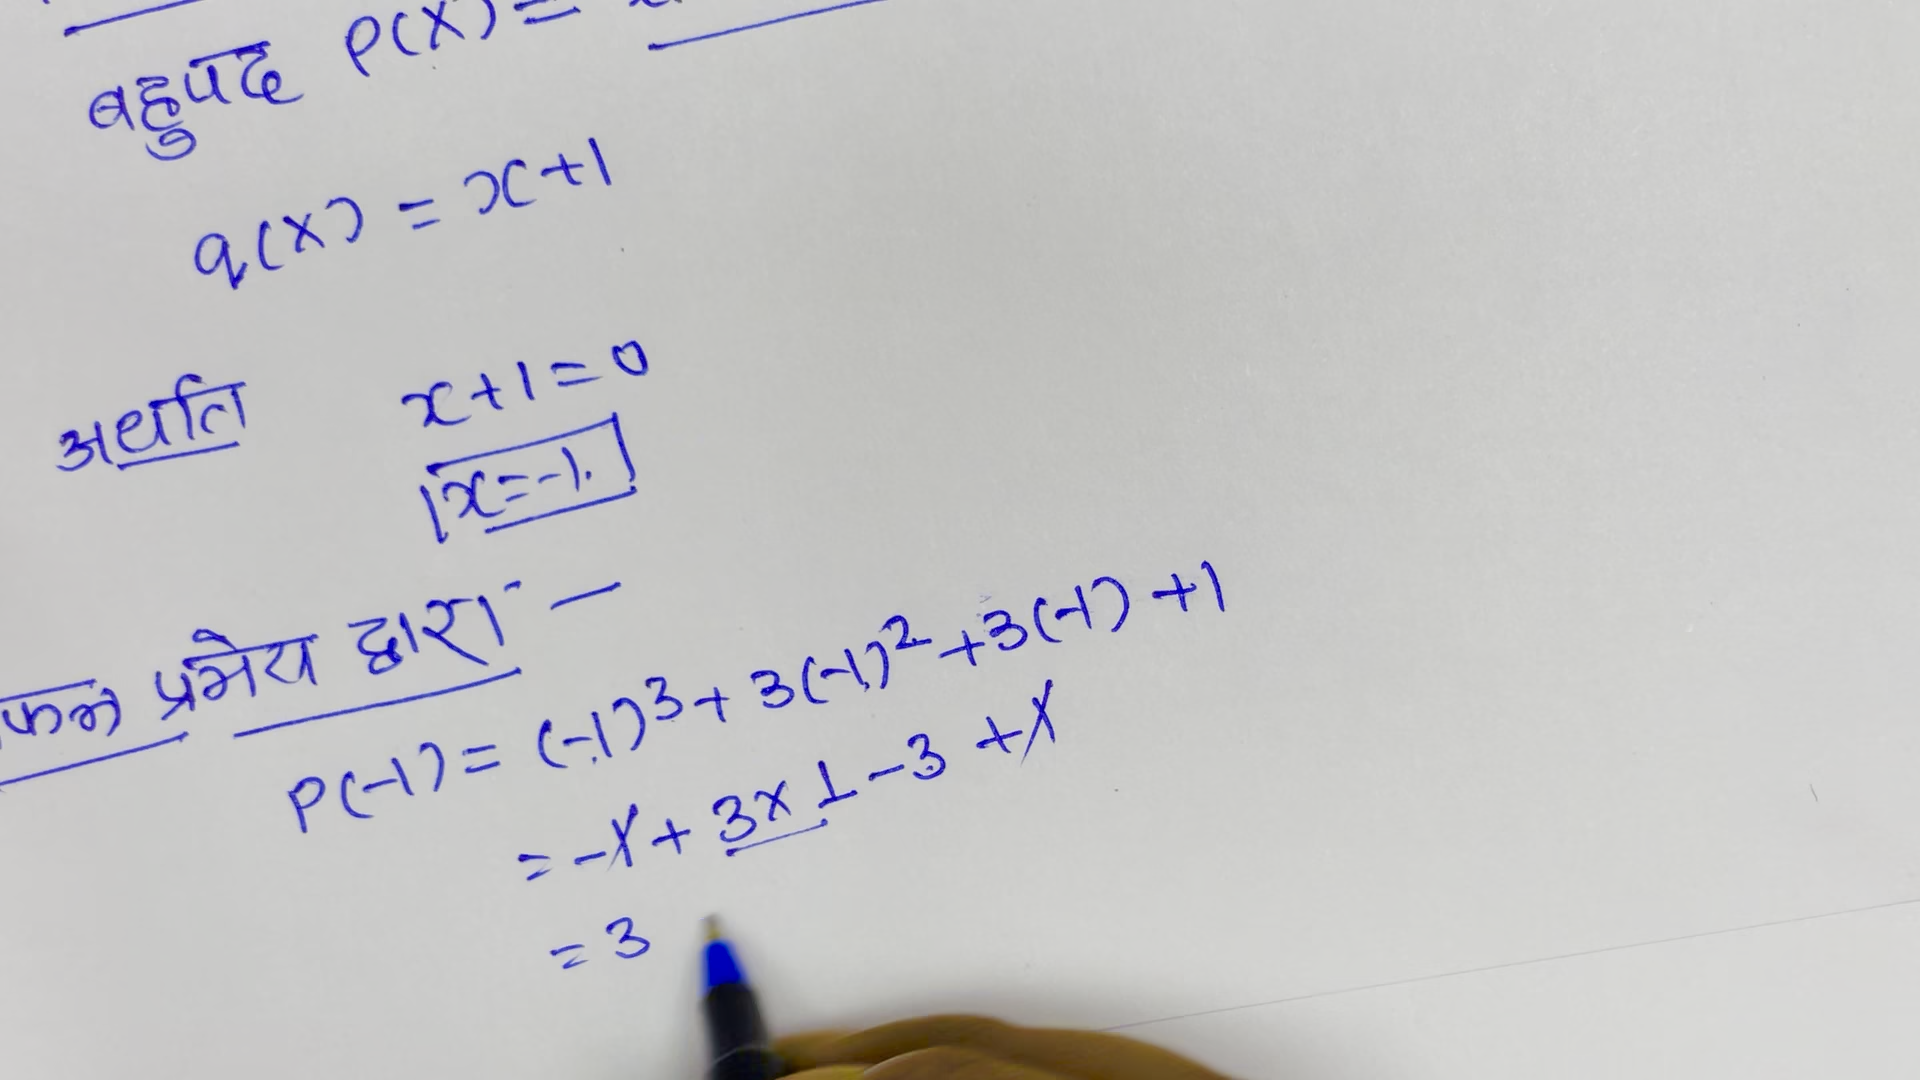 बहुपद P(x) =
q(x) = x+1
अर्थात x+1=0
x=-1.
प्रमेय द्वारा -
P(-1) = (-1)³ + 3(-1)² + 3(-1) + 1
= -1 + 3×1 - 3 + 1
= 3